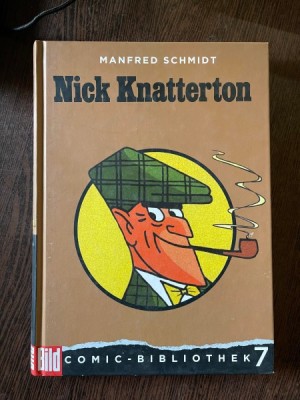 MANFRED SCHMIDT
Nick Knatterton
Bild COMIC-BIBLIOTHEK 7